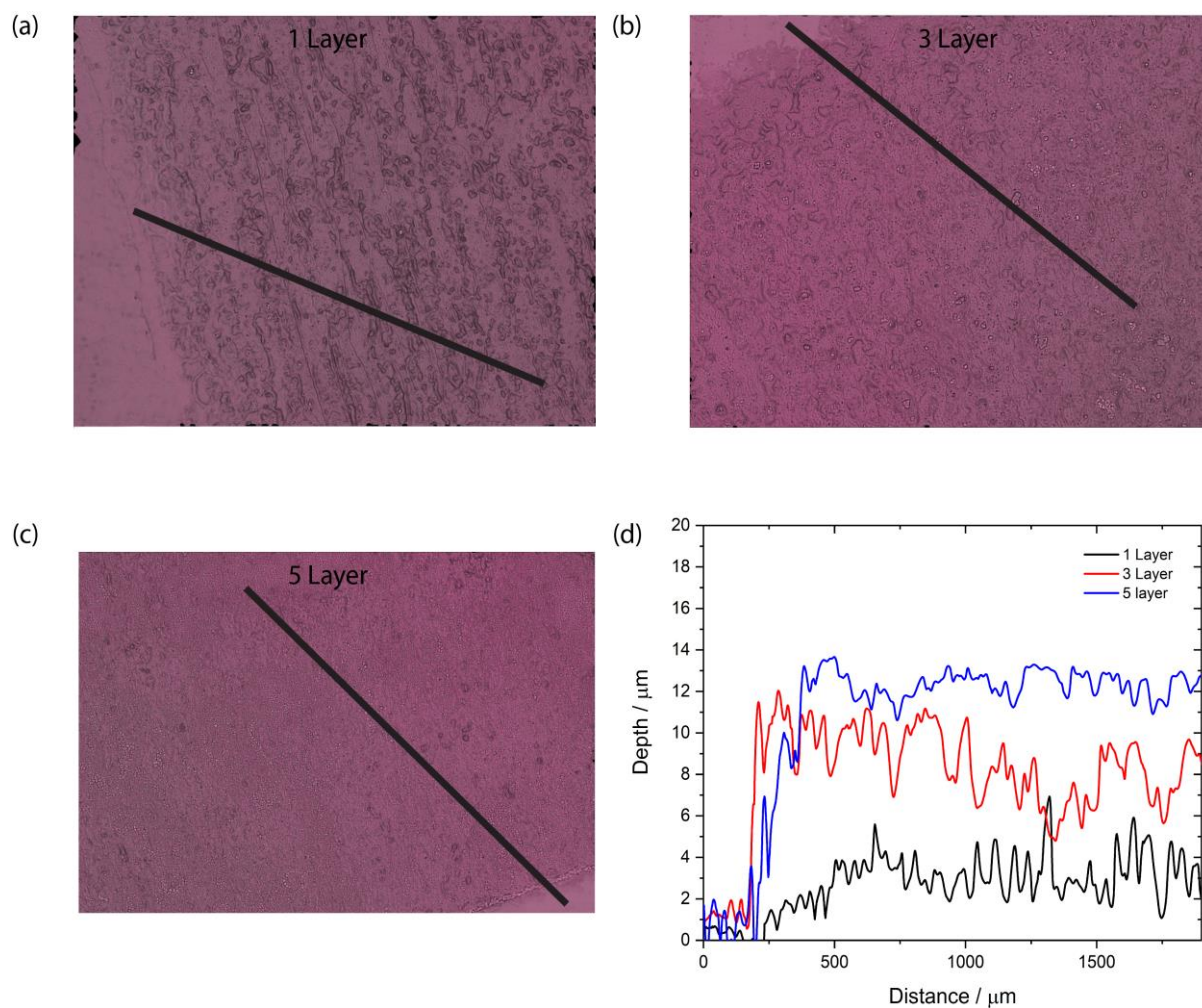 (a)
1 Layer
(b)
3 Layer
(c)
5 Layer
(d)
20
18
16
14
12
10
8
6
4
2
0
Depth / μm
1 Layer
3 Layer
5 layer
0
500
1000
1500
Distance / μm